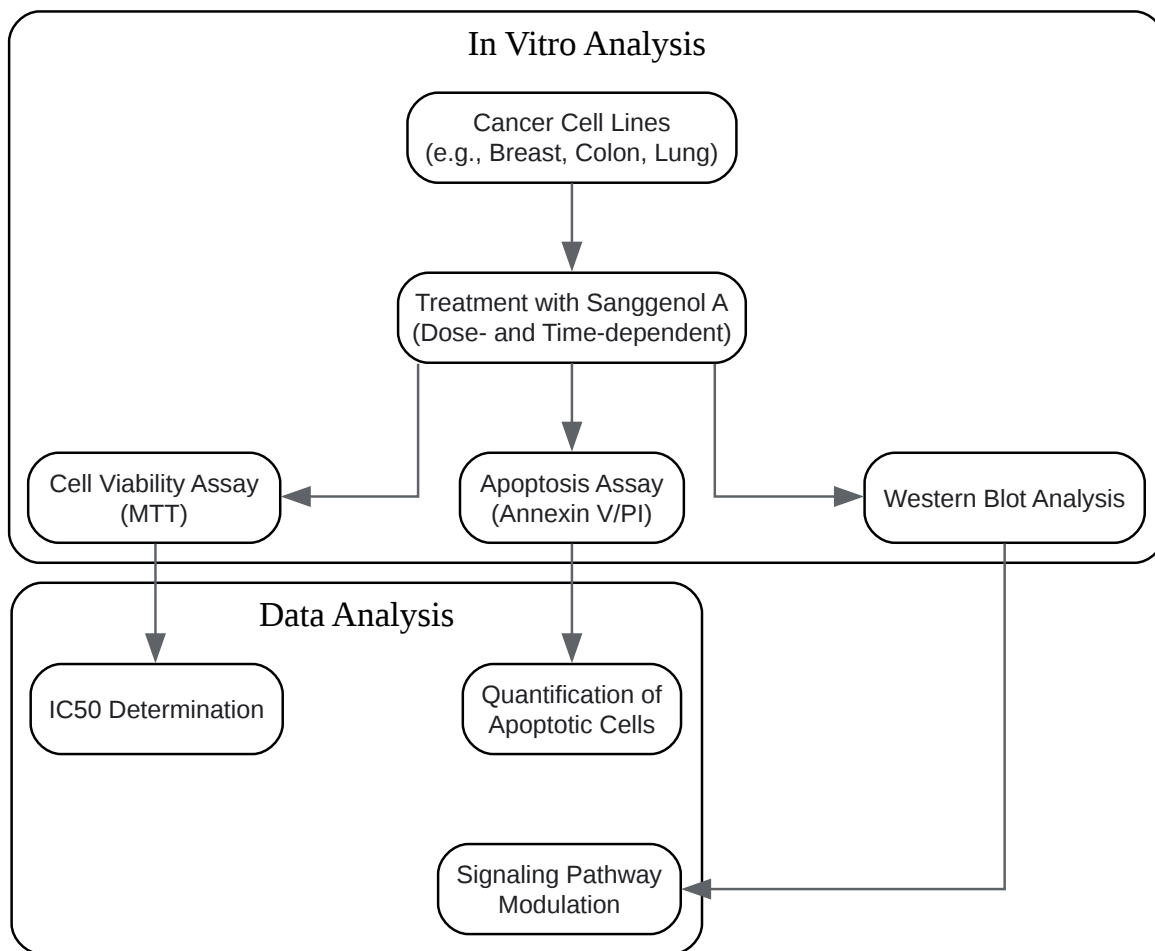 In Vitro Analysis
Cancer Cell Lines
(e.g., Breast, Colon, Lung)
Treatment with Sanggenol A
(Dose- and Time-dependent)
Cell Viability Assay
(MTT)
Apoptosis Assay
(Annexin V/PI)
Western Blot Analysis
Data Analysis
IC50 Determination
Quantification of
Apoptotic Cells
Signaling Pathway
Modulation